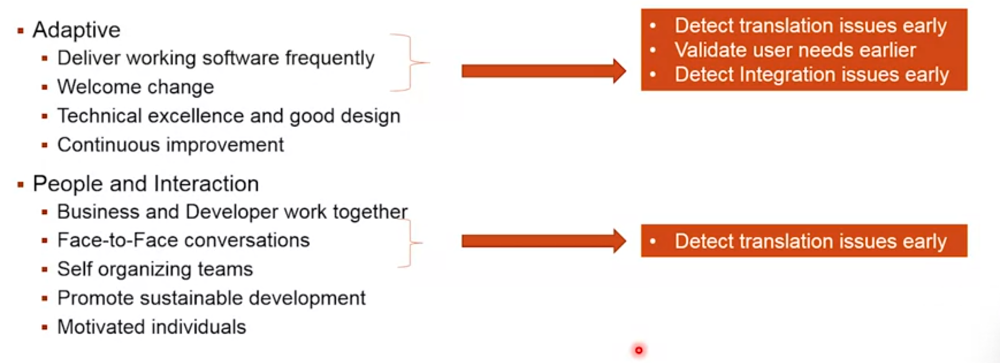 Adaptive
Deliver working software frequently
Welcome change
Technical excellence and good design
Continuous improvement
Detect translation issues early
Validate user needs earlier
Detect Integration issues early
People and Interaction
Business and Developer work together
Face-to-Face conversations
Self organizing teams
Promote sustainable development
Motivated individuals
Detect translation issues early